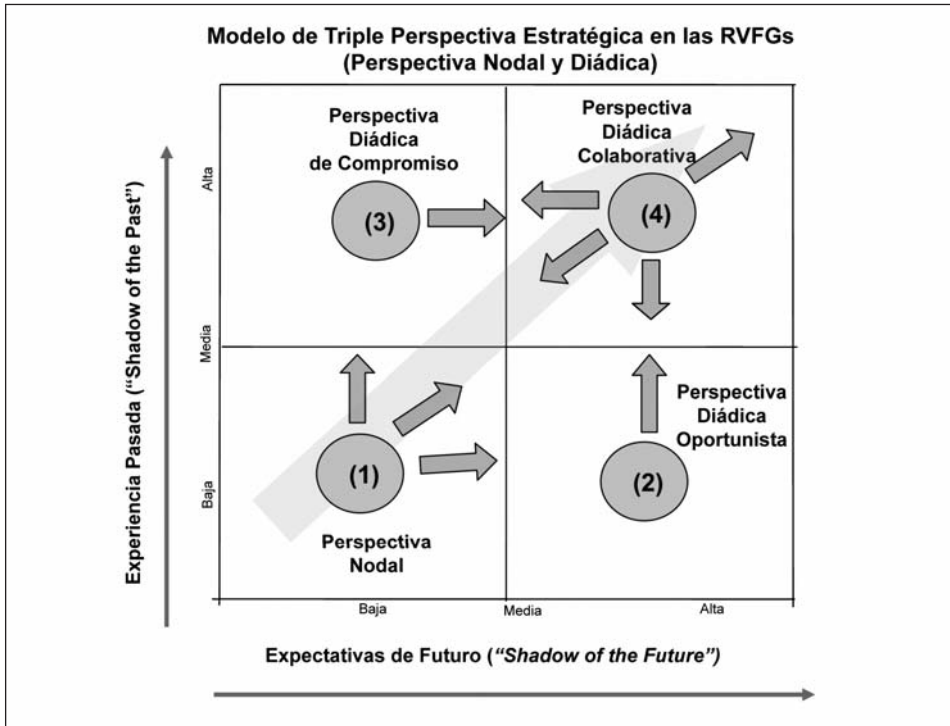 Modelo de Triple Perspectiva Estratégica en las RVFGs
(Perspectiva Nodal y Diádica)
Perspectiva
Diádica
de Compromiso
(3)
Perspectiva
Diádica
Colaborativa
(4)
(1)
Perspectiva
Nodal
Perspectiva
Diádica
Oportunista
(2)
Experiencia Pasada (“Shadow of the Past”)
Alta
Media
Baja
Baja
Media
Alta
Expectativas de Futuro (“Shadow of the Future”)